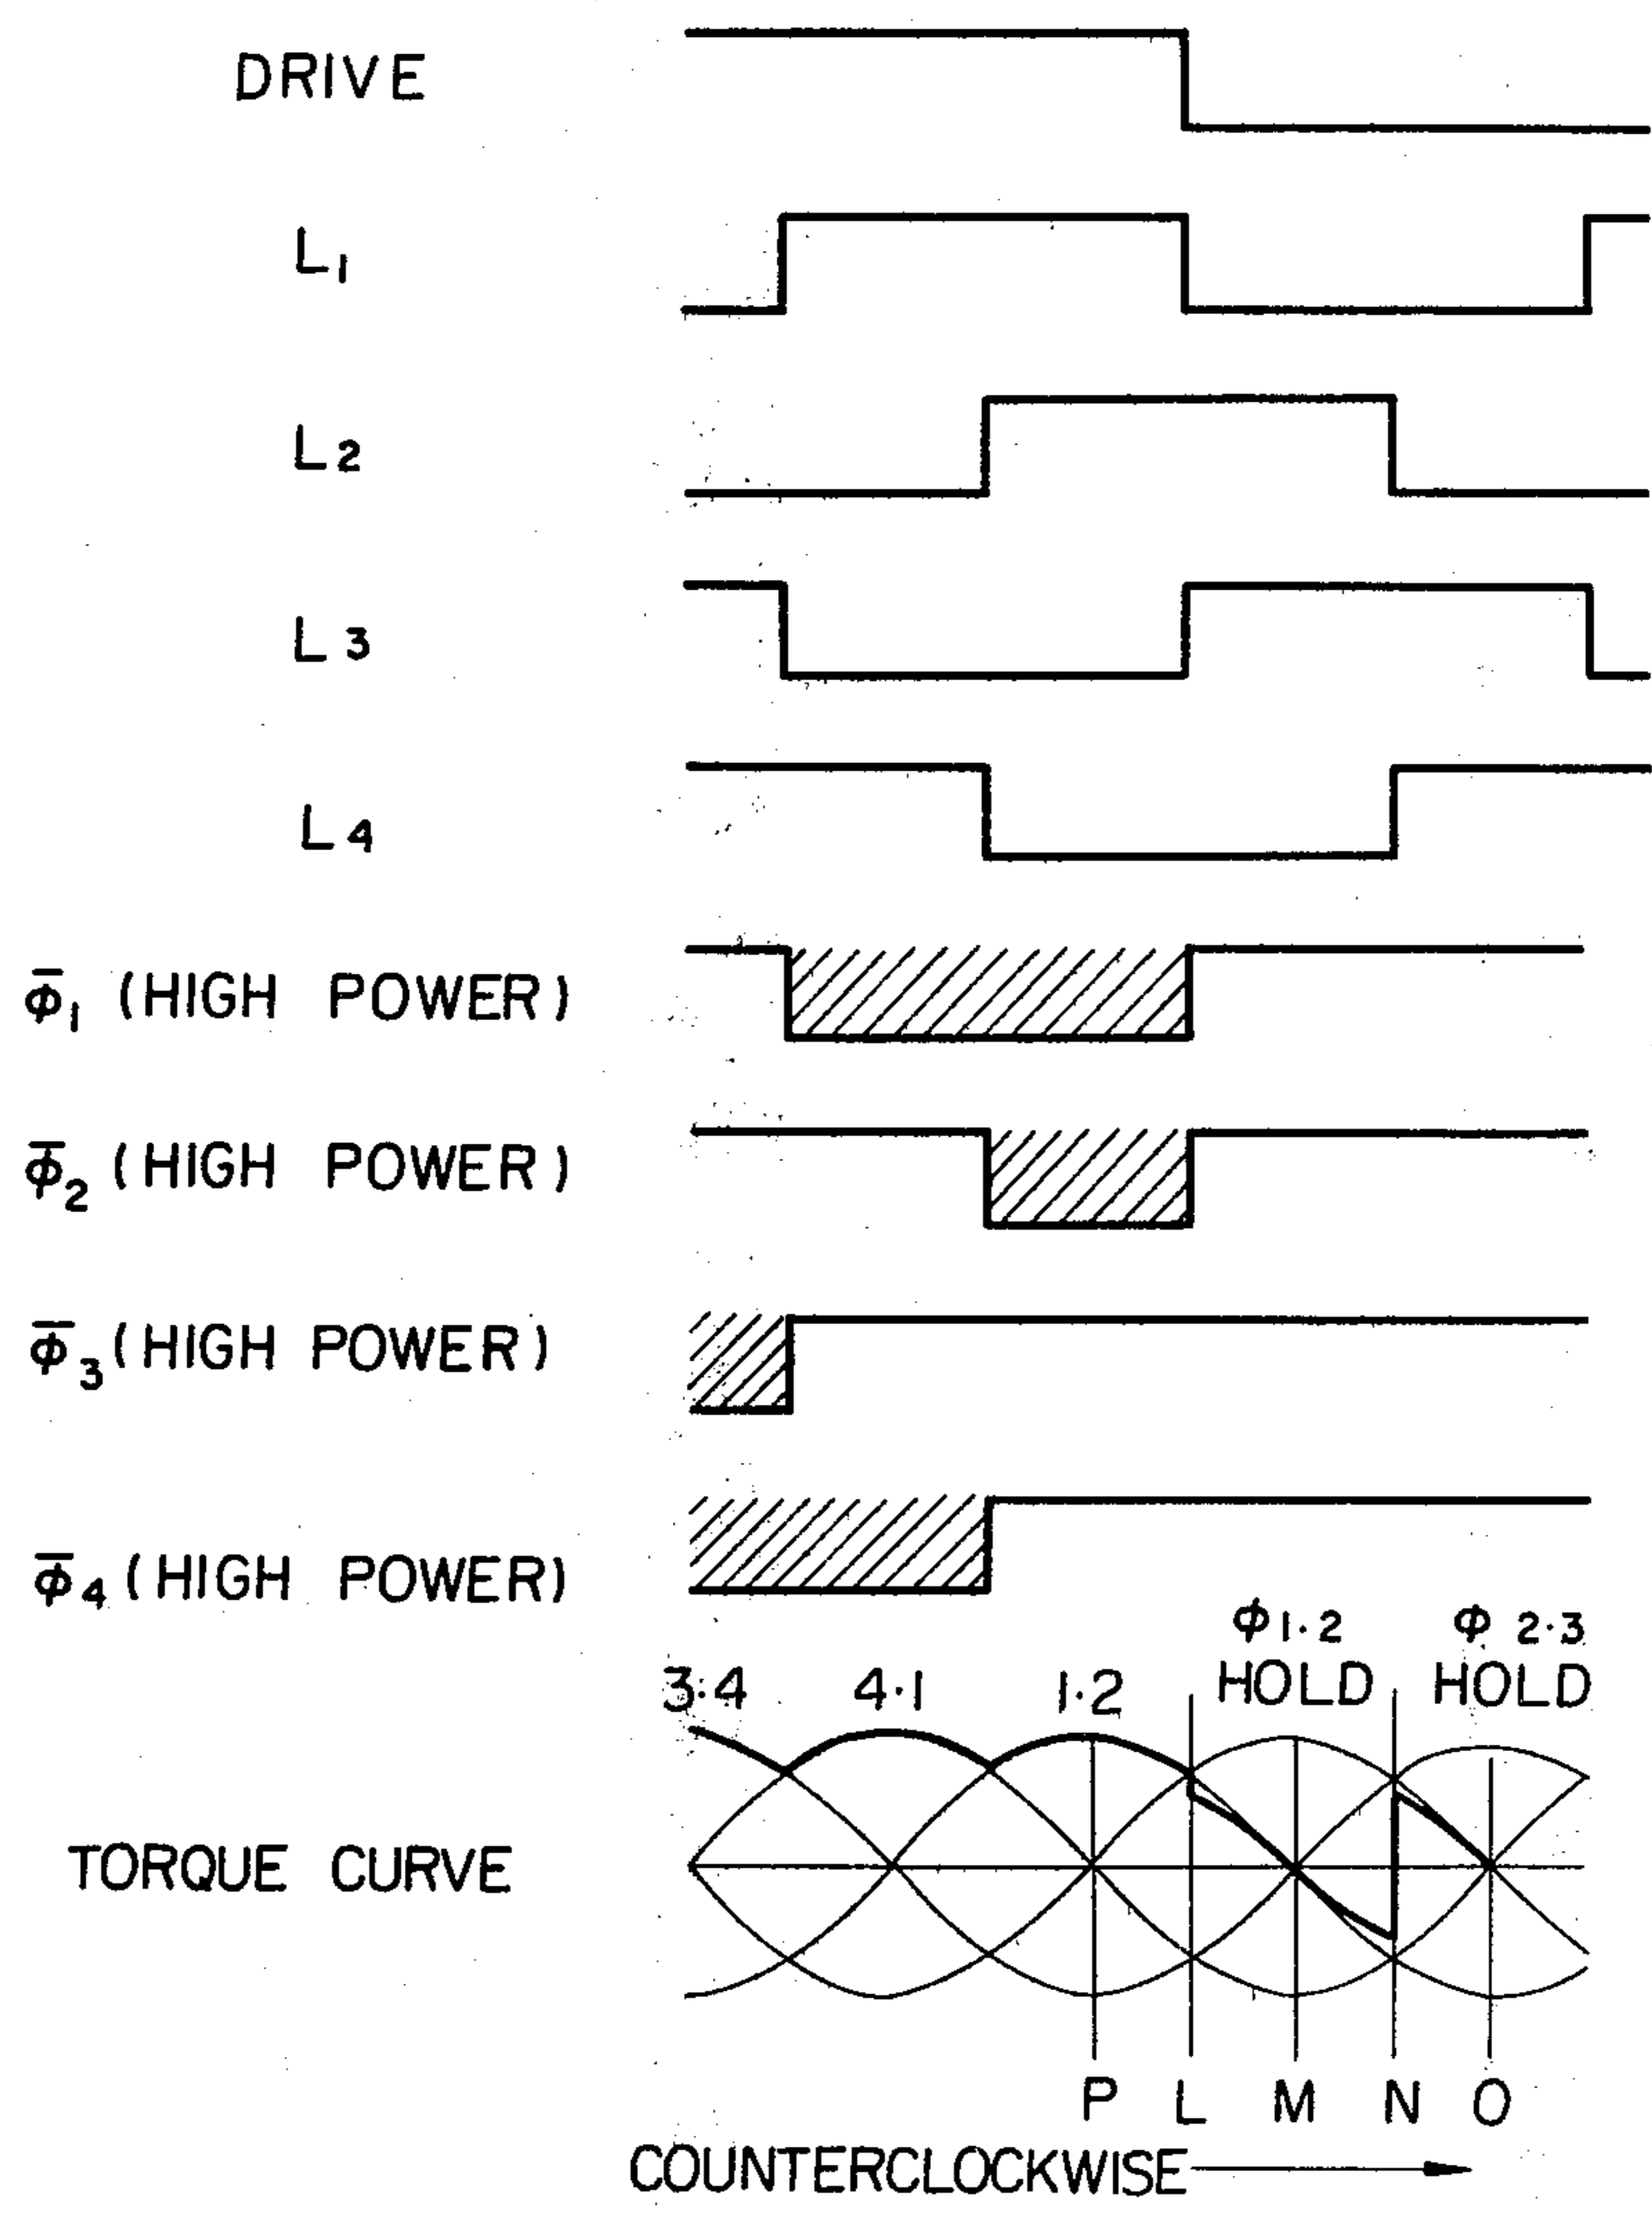 DRIVE
L1
L2
L3
L4
Φ̅1 (HIGH POWER)
Φ̅2 (HIGH POWER)
Φ̅3 (HIGH POWER)
Φ̅4 (HIGH POWER)
Φ1·2 Φ 2·3
3·4 4·1 1·2 HOLD HOLD
TORQUE CURVE
P L M N O
COUNTERCLOCKWISE